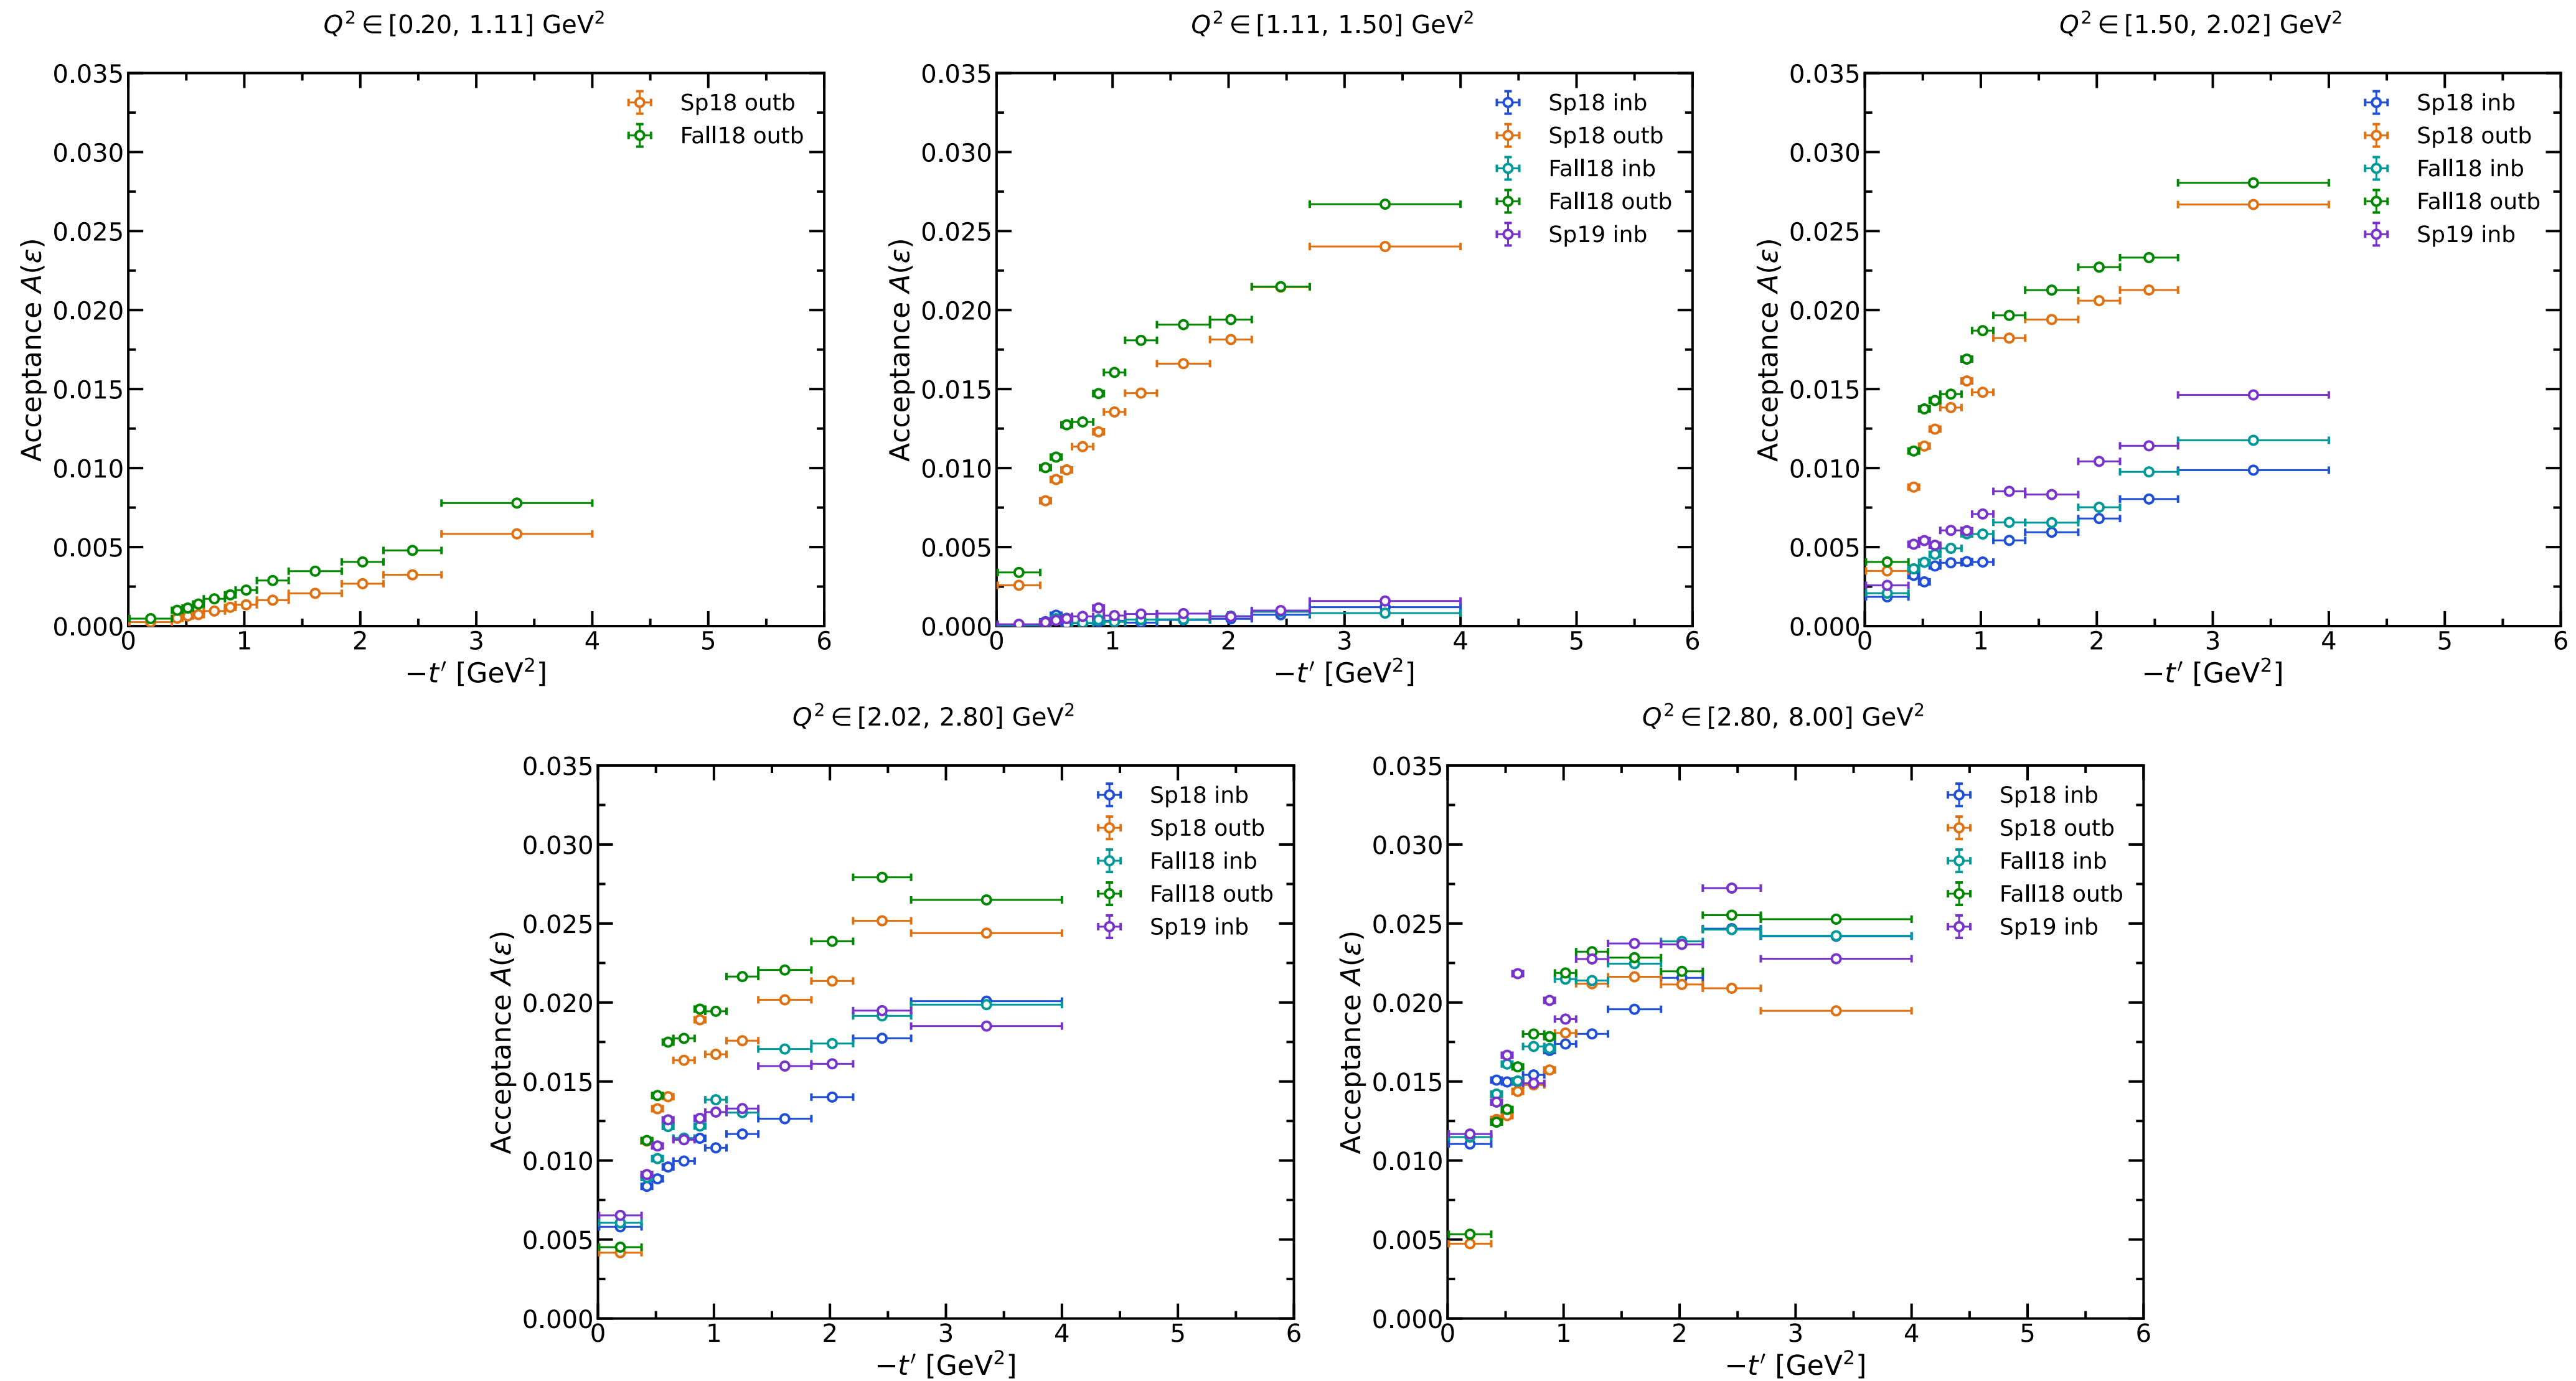 Q² ∈ [0.20, 1.11] GeV²
Acceptance A(ε)
0.035
0.030
0.025
0.020
0.015
0.010
0.005
0.000
0 1 2 3 4 5 6
−t′ [GeV²]
Sp18 outb
Fall18 outb
Q² ∈ [1.11, 1.50] GeV²
Acceptance A(ε)
0.035
0.030
0.025
0.020
0.015
0.010
0.005
0.000
0 1 2 3 4 5 6
−t′ [GeV²]
Sp18 inb
Sp18 outb
Fall18 inb
Fall18 outb
Sp19 inb
Q² ∈ [1.50, 2.02] GeV²
Acceptance A(ε)
0.035
0.030
0.025
0.020
0.015
0.010
0.005
0.000
0 1 2 3 4 5 6
−t′ [GeV²]
Sp18 inb
Sp18 outb
Fall18 inb
Fall18 outb
Sp19 inb
Q² ∈ [2.02, 2.80] GeV²
Acceptance A(ε)
0.035
0.030
0.025
0.020
0.015
0.010
0.005
0.000
0 1 2 3 4 5 6
−t′ [GeV²]
Sp18 inb
Sp18 outb
Fall18 inb
Fall18 outb
Sp19 inb
Q² ∈ [2.80, 8.00] GeV²
Acceptance A(ε)
0.035
0.030
0.025
0.020
0.015
0.010
0.005
0.000
0 1 2 3 4 5 6
−t′ [GeV²]
Sp18 inb
Sp18 outb
Fall18 inb
Fall18 outb
Sp19 inb